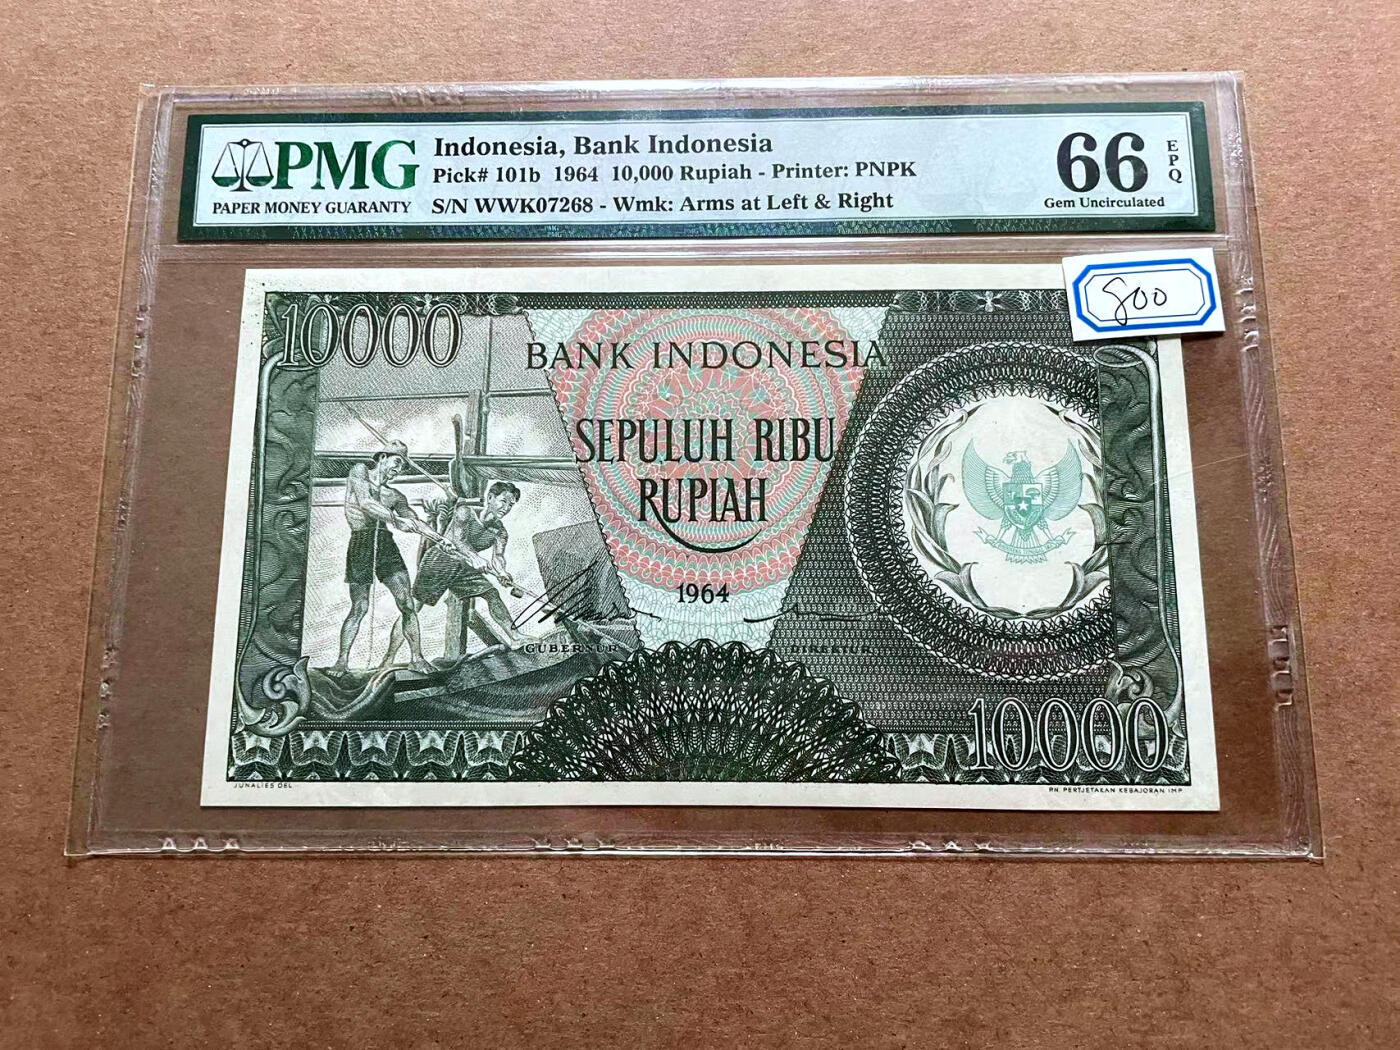 PMG
PAPER MONEY GUARANTY
Indonesia, Bank Indonesia
Pick# 101b 1964 10,000 Rupiah - Printer: PNPK
S/N WWK07268 - Wmk: Arms at Left & Right
66
EPQ
Gem Uncirculated
800
10000
BANK INDONESIA
SEPULUH RIBU
RUPIAH
1964
GUBERNUR
DIREKTUR
10000
JUNALIES DEL.
PN. PERTJETAKAN KEBAJORAN IMP